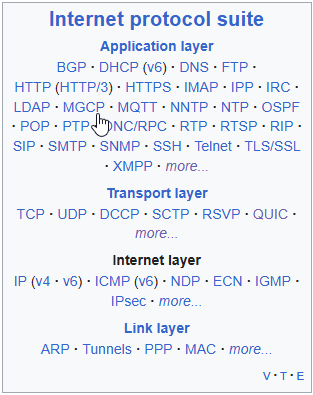 Internet protocol suite
Application layer
BGP · DHCP (v6) · DNS · FTP ·
HTTP (HTTP/3) · HTTPS · IMAP · IPP · IRC ·
LDAP · MGCP · MQTT · NNTP · NTP · OSPF
· POP · PTP · NC/RPC · RTP · RTSP · RIP ·
SIP · SMTP · SNMP · SSH · Telnet · TLS/SSL
· XMPP · more...
Transport layer
TCP · UDP · DCCP · SCTP · RSVP · QUIC ·
more...
Internet layer
IP (v4 · v6) · ICMP (v6) · NDP · ECN · IGMP ·
IPsec · more...
Link layer
ARP · Tunnels · PPP · MAC · more...
V · T · E